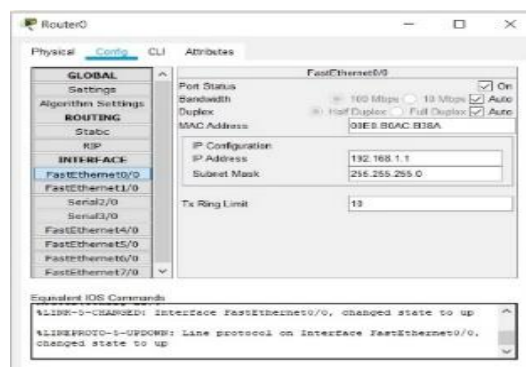 Router0
Physical Config CLI Attributes
GLOBAL
Settings
Algorithm Settings
ROUTING
Static
RIP
INTERFACE
FastEthernet0/0
FastEthernet1/0
Serial2/0
Serial3/0
FastEthernet4/0
FastEthernet5/0
FastEthernet6/0
FastEthernet7/0
FastEthernet0/0
Port Status On
Bandwidth 100 Mbps 10 Mbps Auto
Duplex Half Duplex Full Duplex Auto
MAC Address
IP Configuration
IP Address 192.168.1.1
Subnet Mask 255.255.255.0
Tx Ring Limit 10
Equivalent IOS Commands
%LINK-5-CHANGED: Interface FastEthernet0/0, changed state to up
%LINEPROTO-5-UPDOWN: Line protocol on Interface FastEthernet0/0,
changed state to up